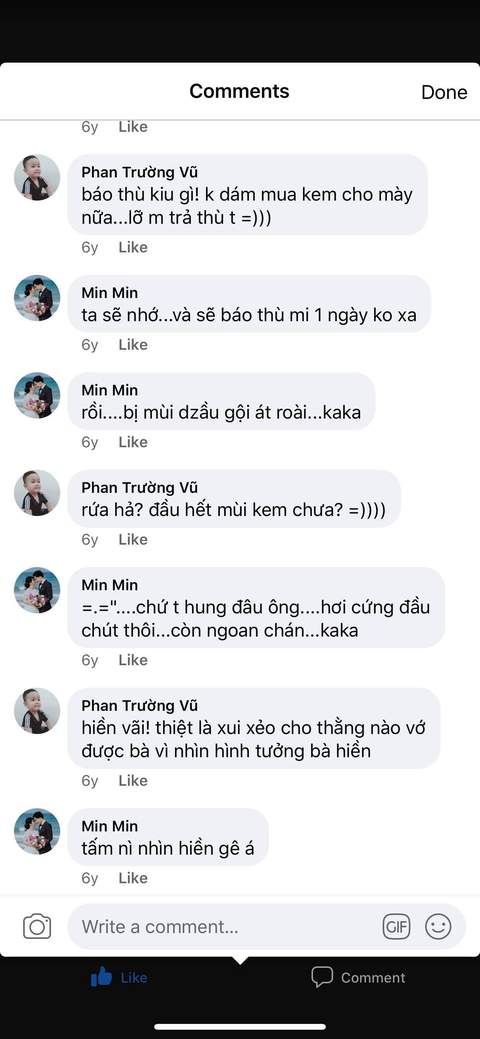 Comments
Done
6y Like
Phan Trường Vũ
báo thù kiu gì! k dám mua kem cho mày
nữa...lỡ m trả thù t =)))
6y Like
Min Min
ta sẽ nhớ...và sẽ báo thù mi 1 ngày ko xa
6y Like
Min Min
rồi....bị mùi dzầu gội át roài...kaka
6y Like
Phan Trường Vũ
rứa hả? đầu hết mùi kem chưa? =))))
6y Like
Min Min
=.="....chứ t hung đâu ông....hơi cứng đầu
chút thôi...còn ngoan chán...kaka
6y Like
Phan Trường Vũ
hiền vãi! thiệt là xui xẻo cho thằng nào vớ
được bà vì nhìn hình tưởng bà hiền
6y Like
Min Min
tấm nì nhìn hiền gê á
6y Like
Write a comment...
GIF
Like
Comment